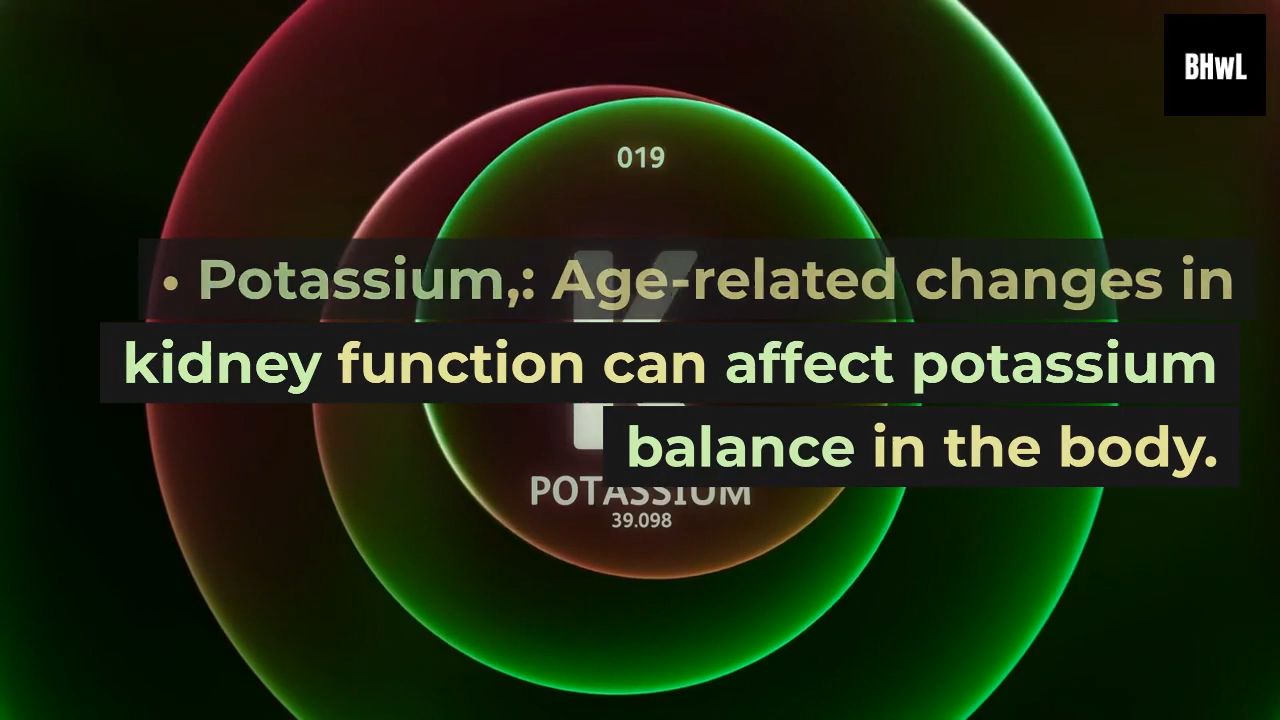 BHwL
019
• Potassium,: Age-related changes in
kidney function can affect potassium
balance in the body.
POTASSIUM
39.098